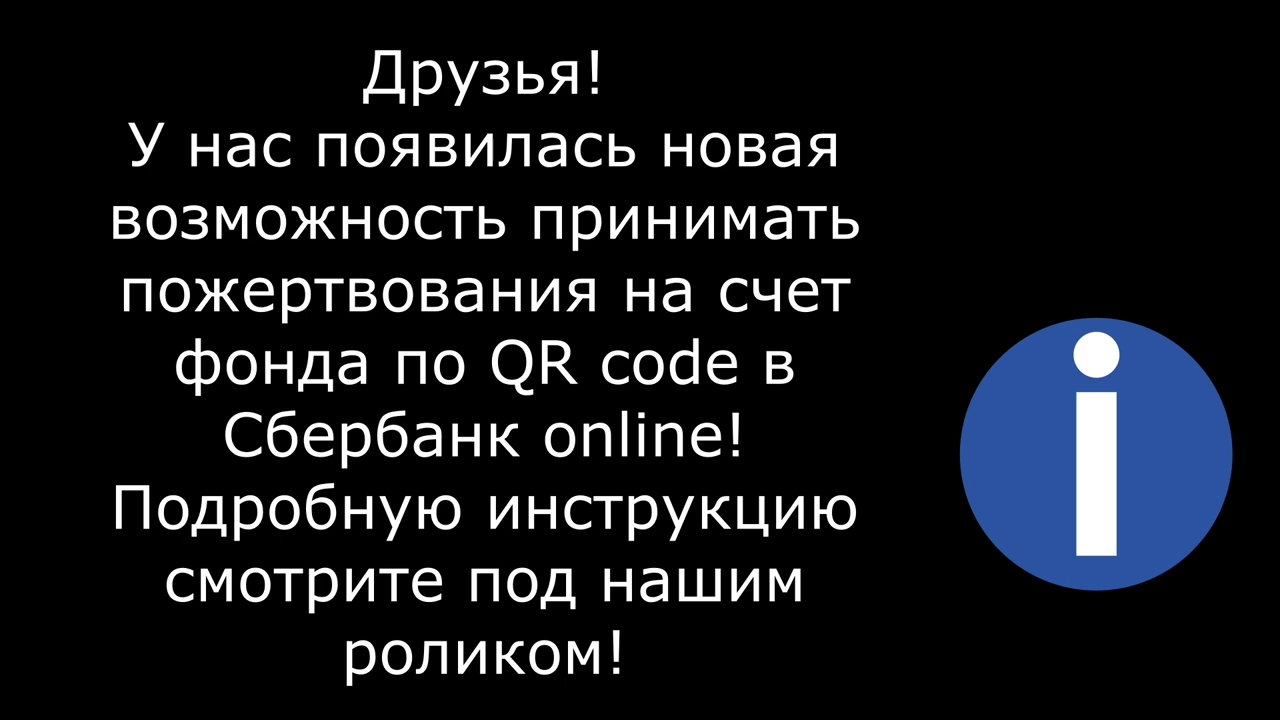 Друзья!
У нас появилась новая
возможность принимать
пожертвования на счет
фонда по QR code в
Сбербанк online!
Подробную инструкцию
смотрите под нашим
роликом!
i